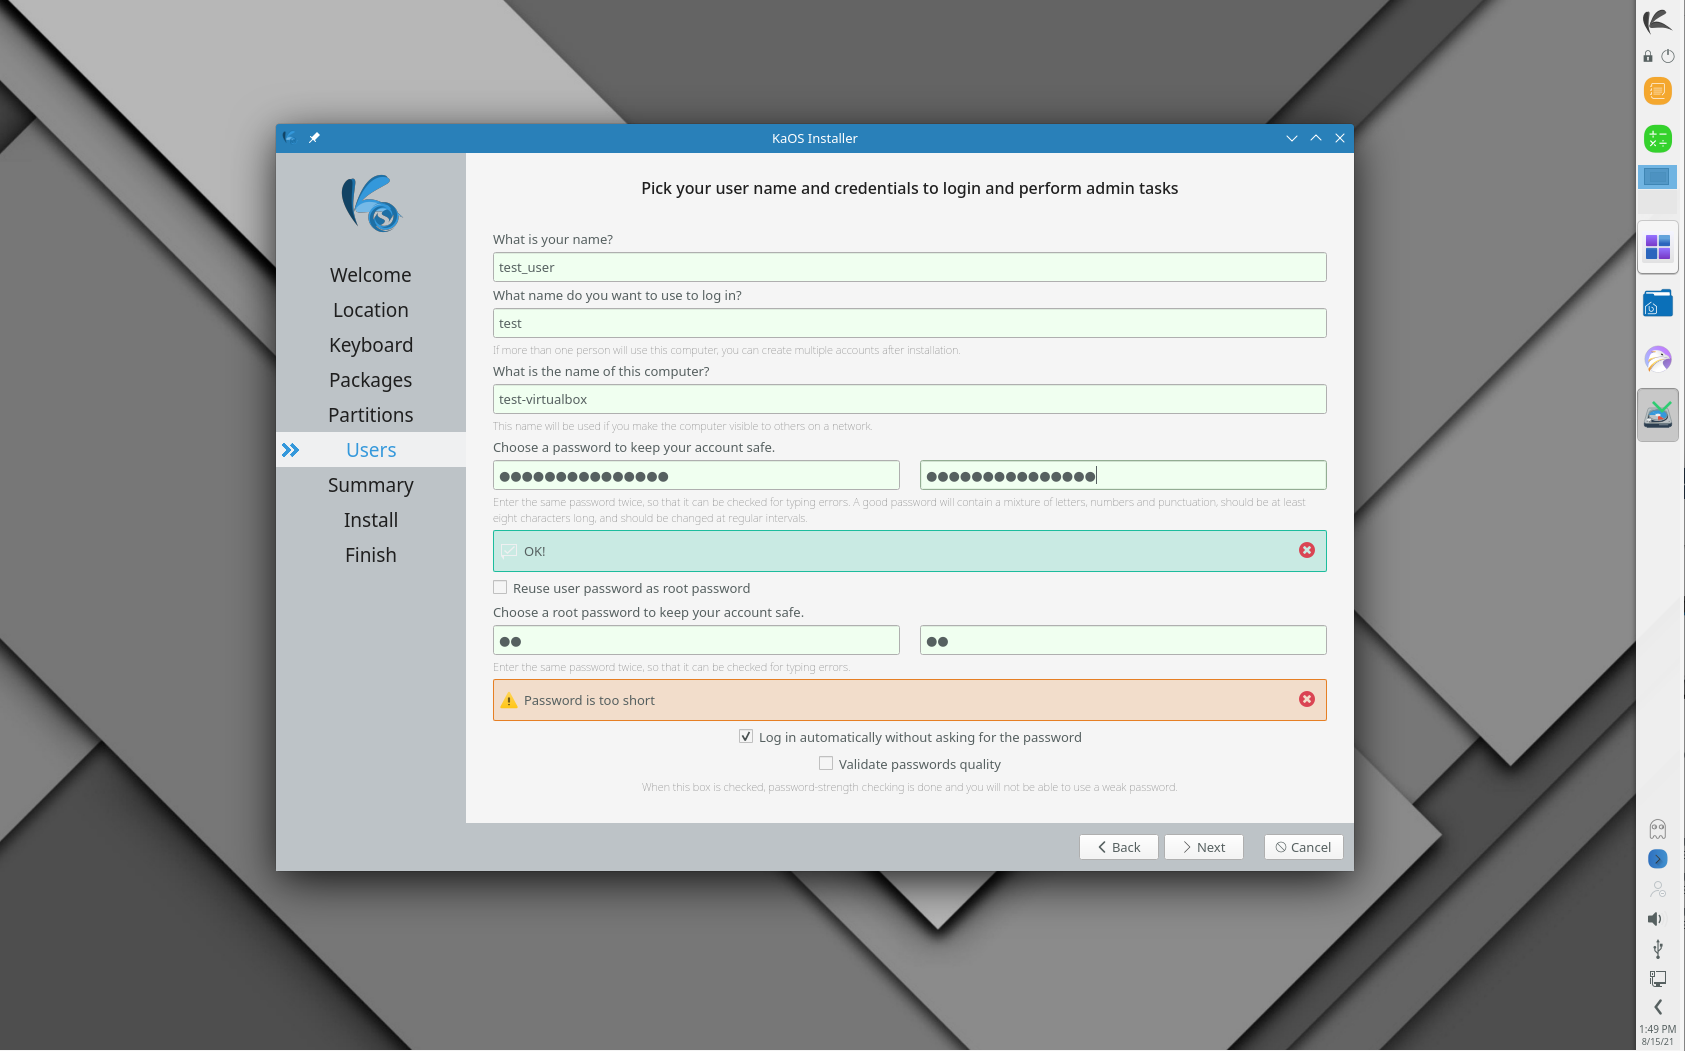 KaOS Installer
Welcome
Location
Keyboard
Packages
Partitions
Users
Summary
Install
Finish
Pick your user name and credentials to login and perform admin tasks
What is your name?
test_user
What name do you want to use to log in?
test
If more than one person will use this computer, you can create multiple accounts after installation.
What is the name of this computer?
test-virtualbox
This name will be used if you make the computer visible to others on a network.
Choose a password to keep your account safe.
Enter the same password twice, so that it can be checked for typing errors. A good password will contain a mixture of letters, numbers and punctuation, should be at least
eight characters long, and should be changed at regular intervals.
OK!
Reuse user password as root password
Choose a root password to keep your account safe.
Enter the same password twice, so that it can be checked for typing errors.
Password is too short
Log in automatically without asking for the password
Validate passwords quality
When this box is checked, password-strength checking is done and you will not be able to use a weak password.
Back
Next
Cancel
1:49 PM
8/15/21